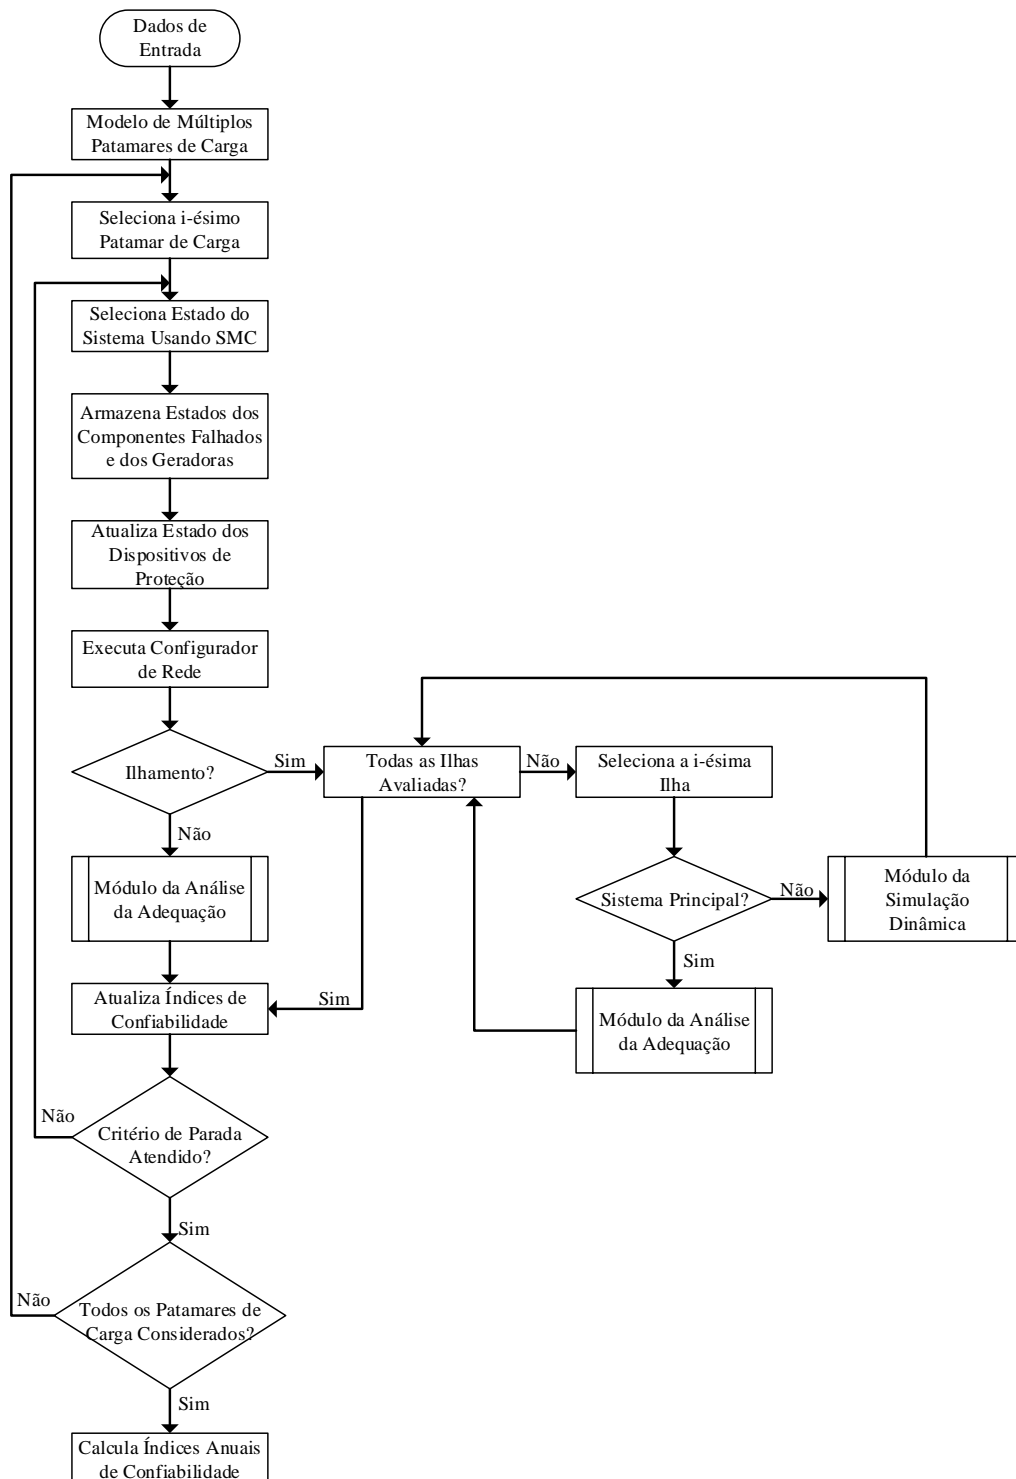 Dados de
Entrada
Modelo de Múltiplos
Patamares de Carga
Seleciona i-ésimo
Patamar de Carga
Seleciona Estado do
Sistema Usando SMC
Armazena Estados dos
Componentes Falhados
e dos Geradoras
Atualiza Estado dos
Dispositivos de
Proteção
Executa Configurador
de Rede
Ilhamento?
Sim
Todas as Ilhas
Avaliadas?
Não
Seleciona a i-ésima
Ilha
Não
Módulo da Análise
da Adequação
Sistema Principal?
Não
Módulo da
Simulação
Dinâmica
Sim
Atualiza Índices de
Confiabilidade
Sim
Módulo da Análise
da Adequação
Não
Critério de Parada
Atendido?
Sim
Não
Todos os Patamares de
Carga Considerados?
Sim
Calcula Índices Anuais
de Confiabilidade